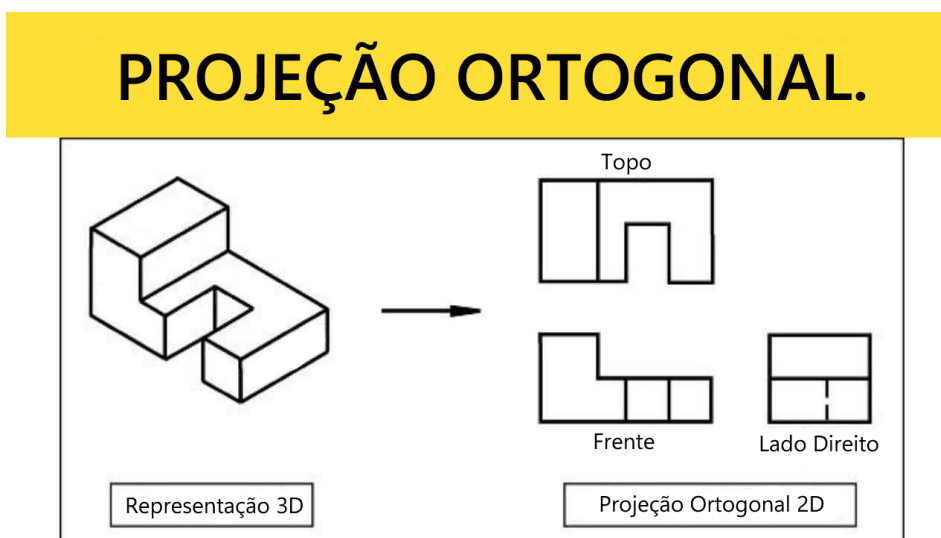 PROJEÇÃO ORTOGONAL.
Topo
Frente
Lado Direito
Representação 3D
Projeção Ortogonal 2D